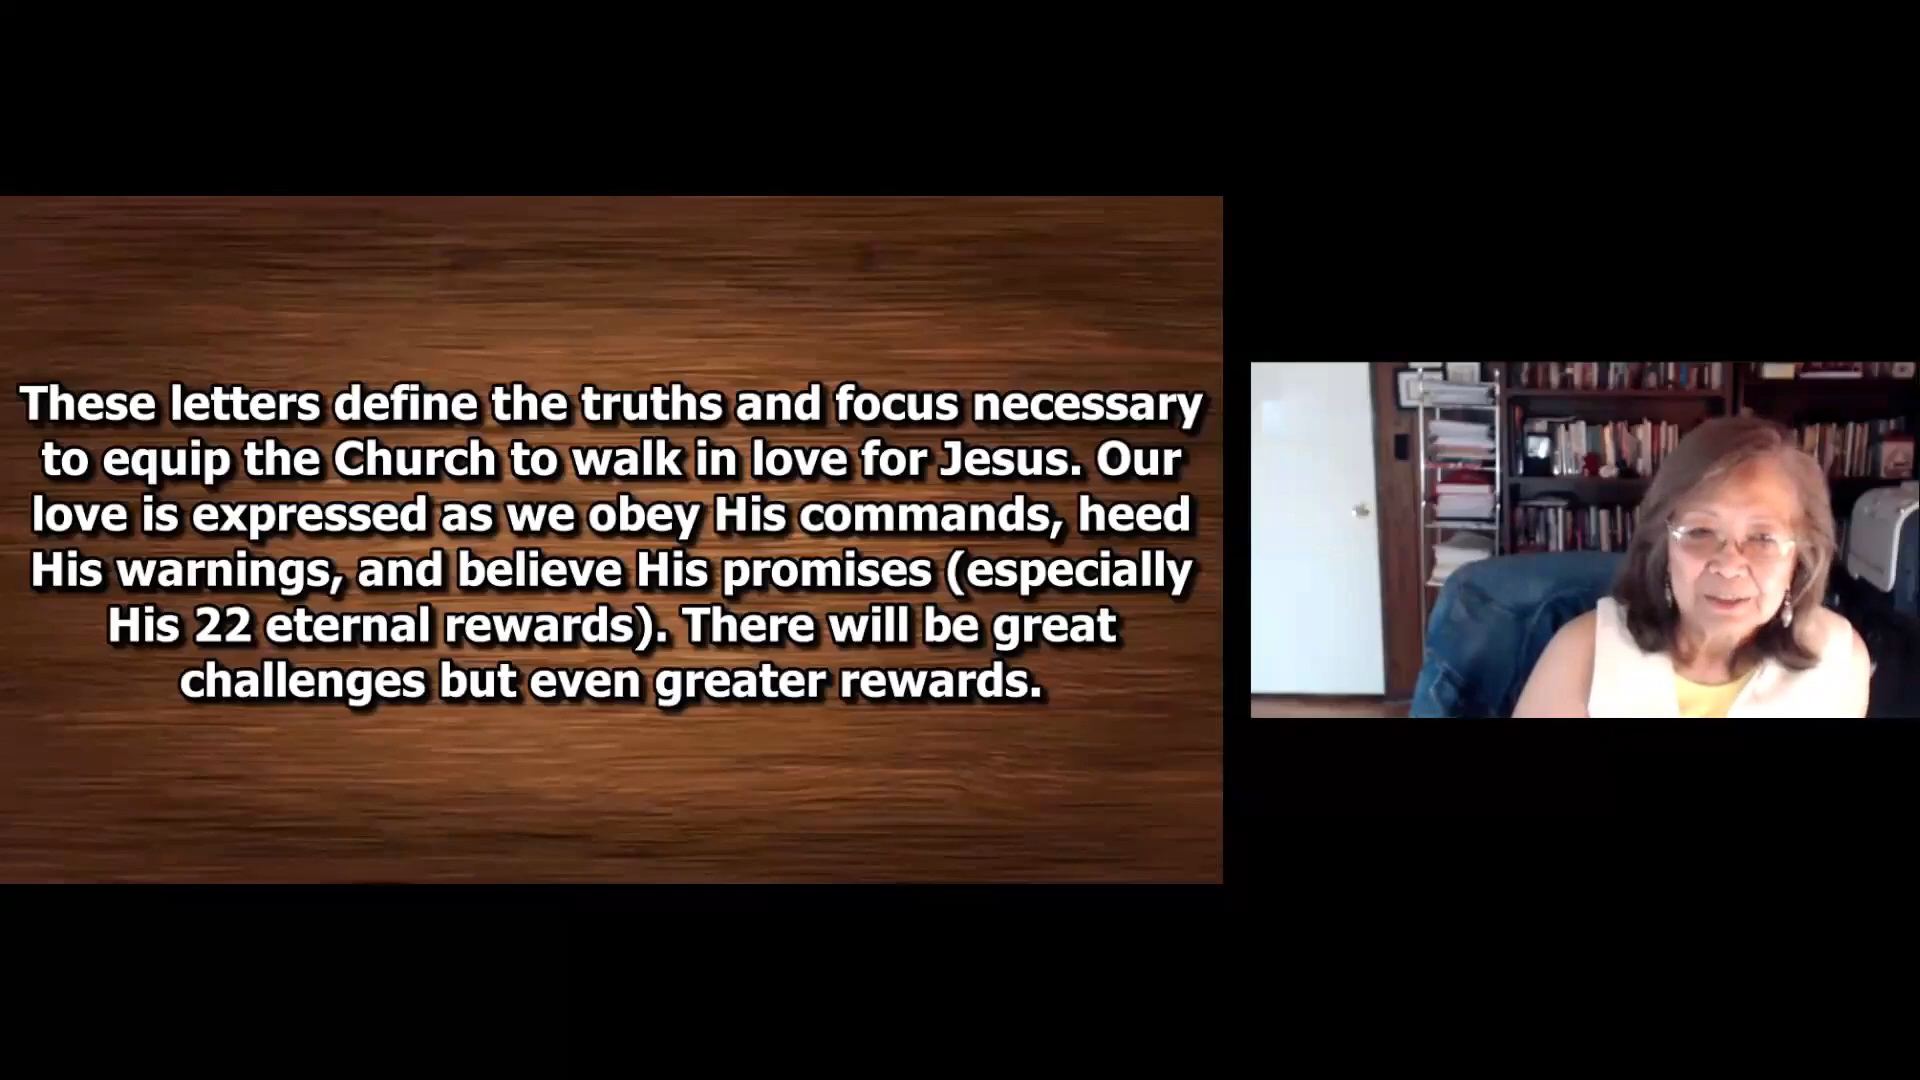 These letters define the truths and focus necessary
to equip the Church to walk in love for Jesus. Our
love is expressed as we obey His commands, heed
His warnings, and believe His promises (especially
His 22 eternal rewards). There will be great
challenges but even greater rewards.